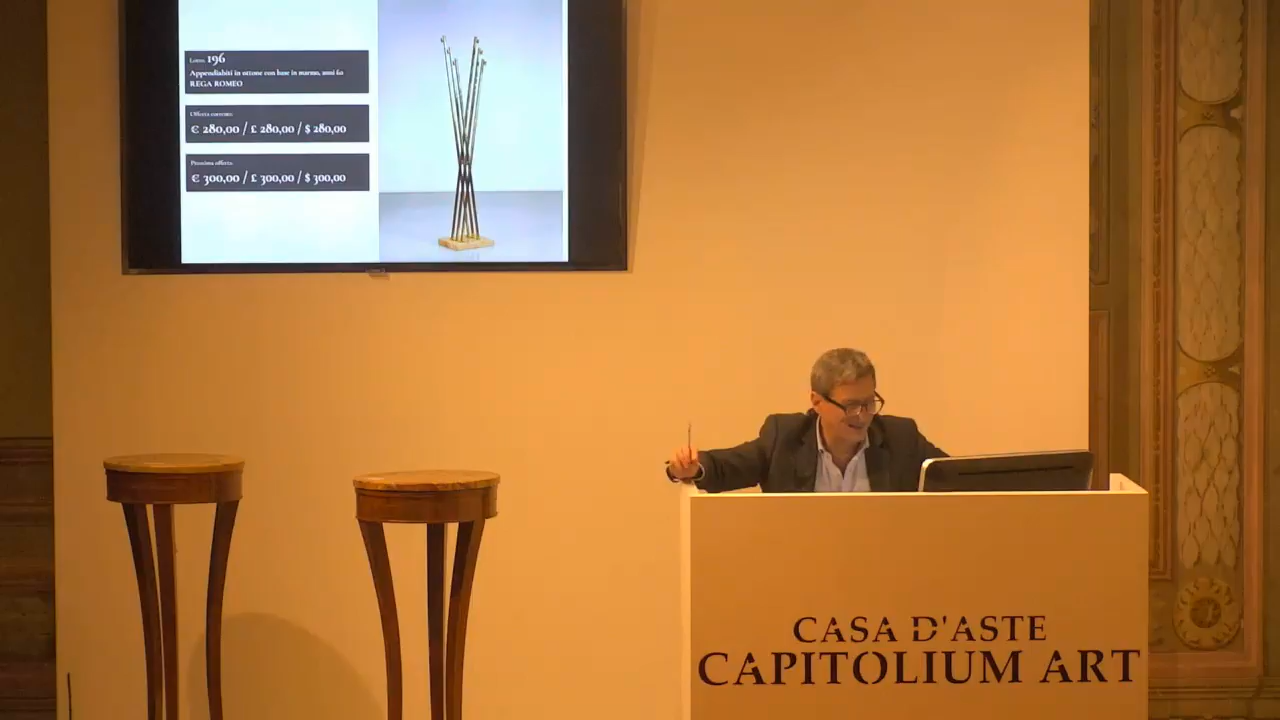 Lotto: 196
Appendiabiti in ottone con base in marmo, anni 60
REGA ROMEO
Offerta corrente:
€ 280,00 / £ 280,00 / $ 280,00
Prossima offerta:
€ 300,00 / £ 300,00 / $ 300,00
CASA D'ASTE
CAPITOLIUM ART